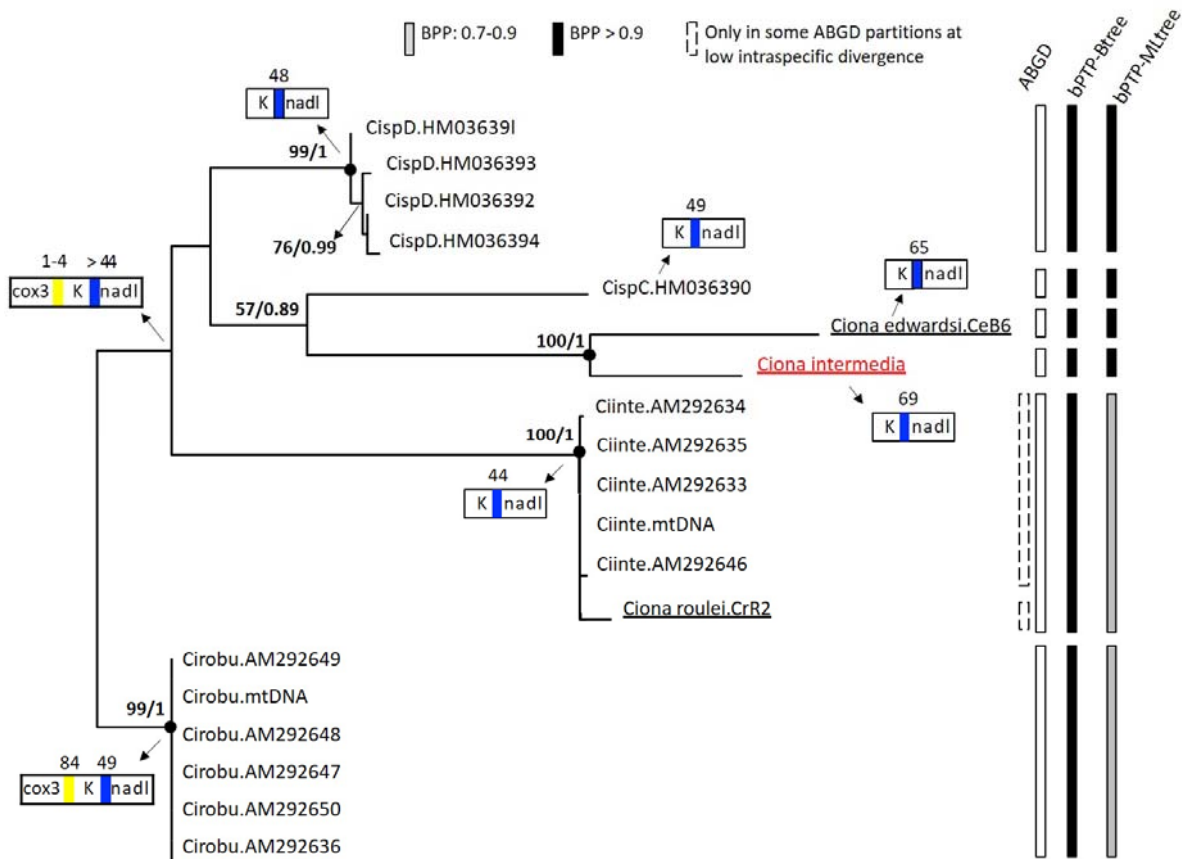 BPP: 0.7-0.9
BPP > 0.9
Only in some ABGD partitions at
low intraspecific divergence
ABGD
bPTP-Btree
bPTP-MLtree
48
K nadl
CispD.HM03639l
99/1
CispD.HM036393
CispD.HM036392
76/0.99
CispD.HM036394
49
K nadl
65
K nadl
1-4 > 44
cox3 K nadl
CispC.HM036390
57/0.89
Ciona edwardsi.CeB6
100/1
Ciona intermedia
69
K nadl
Ciinte.AM292634
100/1
Ciinte.AM292635
44
K nadl
Ciinte.AM292633
Ciinte.mtDNA
Ciinte.AM292646
Ciona roulei.CrR2
Cirobu.AM292649
Cirobu.mtDNA
99/1
Cirobu.AM292648
84 49
cox3 K nadl
Cirobu.AM292647
Cirobu.AM292650
Cirobu.AM292636